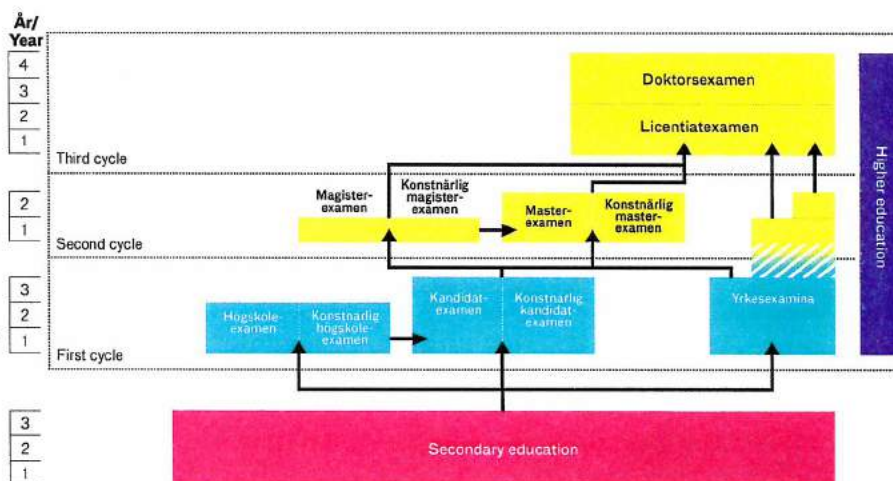 År/
Year
4
3
2
1
Doktorsexamen
Licentiatexamen
Third cycle
Higher education
2
1
Magister-
examen
Konstnärlig
magister-
examen
Master-
examen
Konstnärlig
master-
examen
Second cycle
3
2
1
Högskole-
examen
Konstnärlig
högskole-
examen
Kandidat-
examen
Konstnärlig
kandidat-
examen
Yrkesexamina
First cycle
3
2
1
Secondary education